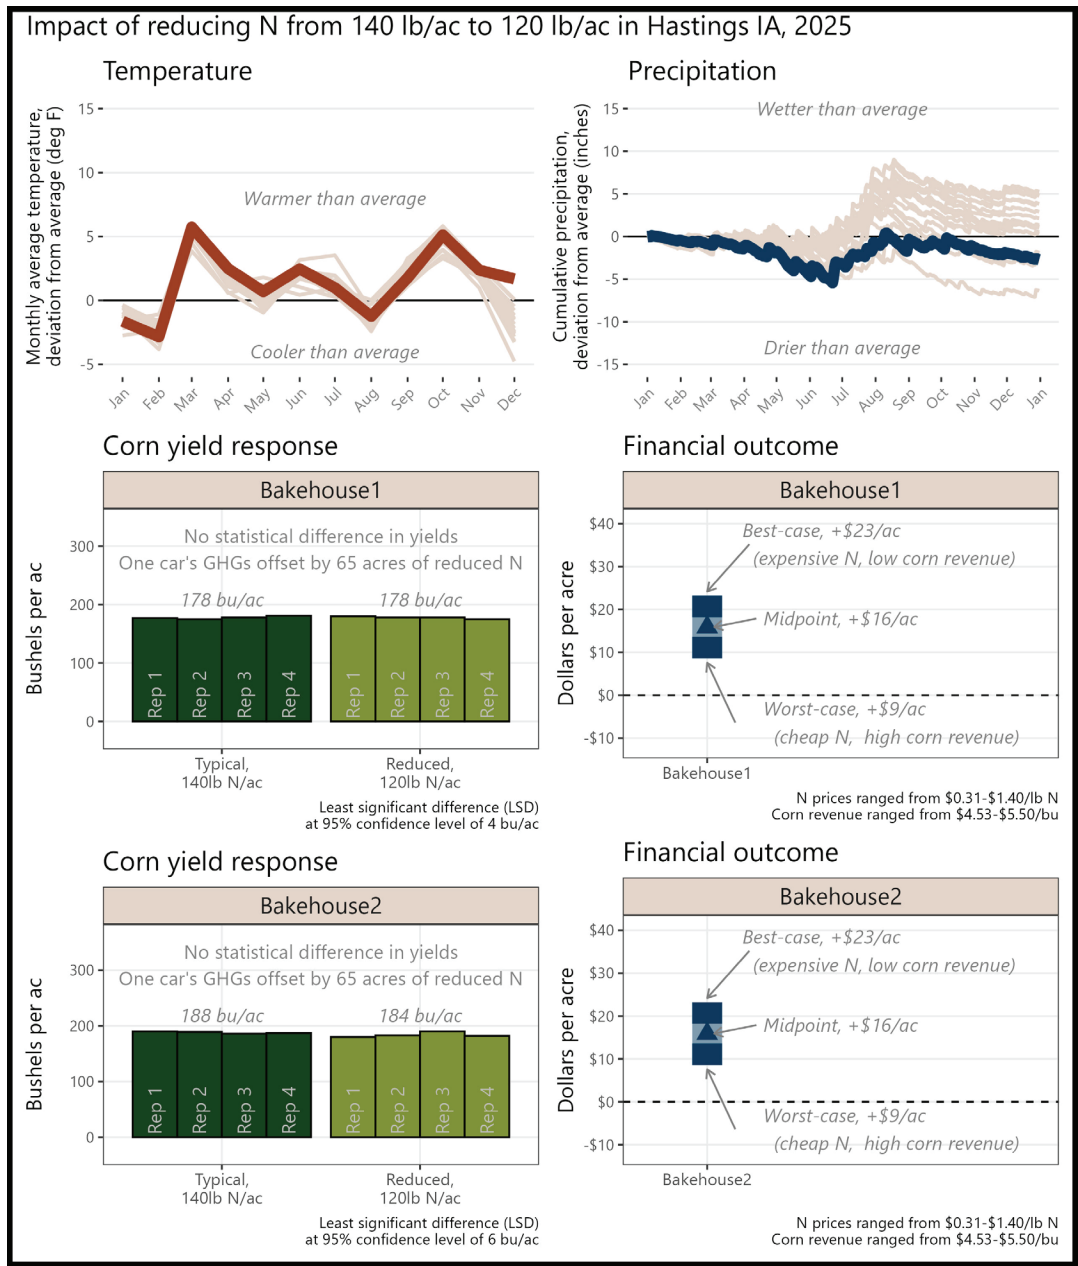 Impact of reducing N from 140 lb/ac to 120 lb/ac in Hastings IA, 2025
Temperature
Monthly average temperature,
deviation from average (deg F)
15
10
5
0
-5
Warmer than average
Cooler than average
Jan
Feb
Mar
Apr
May
Jun
Jul
Aug
Sep
Oct
Nov
Dec
Precipitation
Cumulative precipitation,
deviation from average (inches)
15
10
5
0
-5
-10
-15
Wetter than average
Drier than average
Jan
Feb
Mar
Apr
May
Jun
Jul
Aug
Sep
Oct
Nov
Dec
Jan
Corn yield response
Bakehouse1
Bushels per ac
300
200
100
0
No statistical difference in yields
One car's GHGs offset by 65 acres of reduced N
178 bu/ac
178 bu/ac
Rep 1
Rep 2
Rep 3
Rep 4
Rep 1
Rep 2
Rep 3
Rep 4
Typical,
140lb N/ac
Reduced,
120lb N/ac
Least significant difference (LSD)
at 95% confidence level of 4 bu/ac
Financial outcome
Bakehouse1
Dollars per acre
$40
$30
$20
$10
$0
-$10
Best-case, +$23/ac
(expensive N, low corn revenue)
Midpoint, +$16/ac
Worst-case, +$9/ac
(cheap N,  high corn revenue)
Bakehouse1
N prices ranged from $0.31-$1.40/lb N
Corn revenue ranged from $4.53-$5.50/bu
Corn yield response
Bakehouse2
Bushels per ac
300
200
100
0
No statistical difference in yields
One car's GHGs offset by 65 acres of reduced N
188 bu/ac
184 bu/ac
Rep 1
Rep 2
Rep 3
Rep 4
Rep 1
Rep 2
Rep 3
Rep 4
Typical,
140lb N/ac
Reduced,
120lb N/ac
Least significant difference (LSD)
at 95% confidence level of 6 bu/ac
Financial outcome
Bakehouse2
Dollars per acre
$40
$30
$20
$10
$0
-$10
Best-case, +$23/ac
(expensive N, low corn revenue)
Midpoint, +$16/ac
Worst-case, +$9/ac
(cheap N,  high corn revenue)
Bakehouse2
N prices ranged from $0.31-$1.40/lb N
Corn revenue ranged from $4.53-$5.50/bu